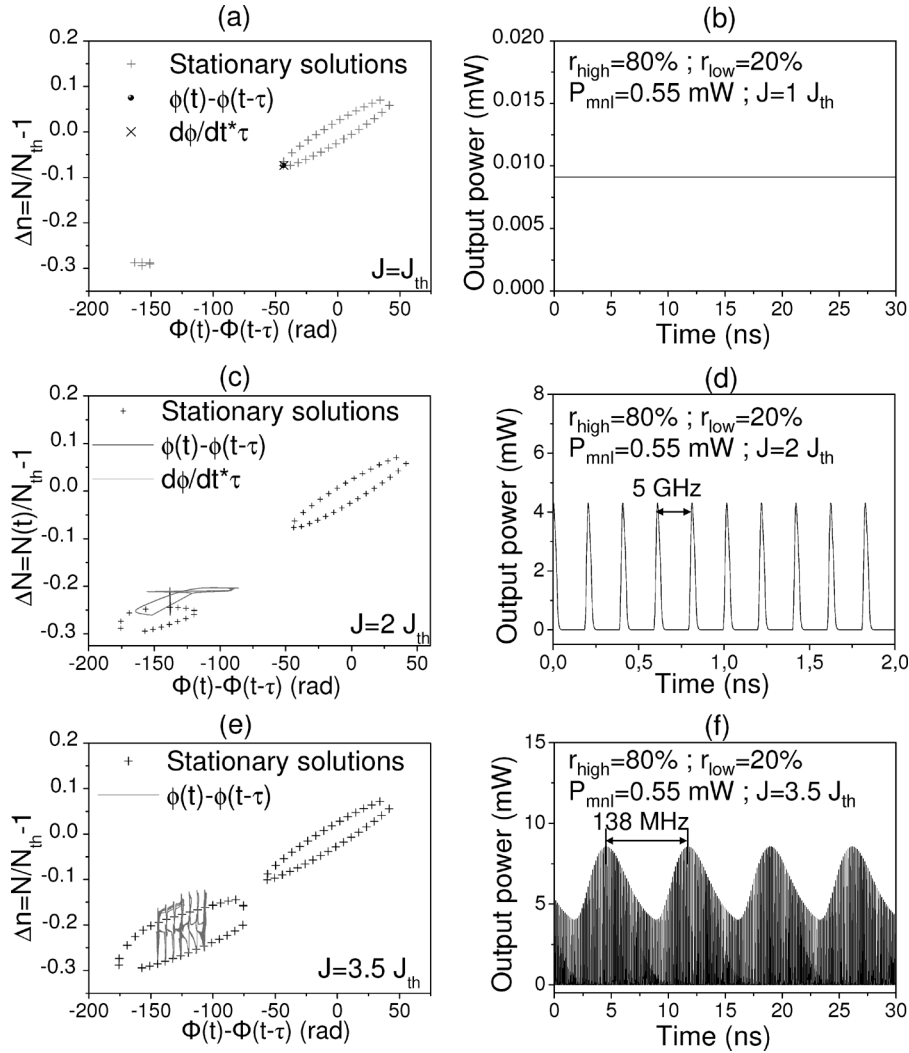 (a)
0.2
0.1
0.0
-0.1
-0.2
-0.3
Δn=N/N_th-1
Stationary solutions
ϕ(t)-ϕ(t-τ)
dϕ/dt*τ
J=J_th
-200 -150 -100 -50 0 50
Φ(t)-Φ(t-τ) (rad)
(b)
0.020
0.015
0.010
0.005
0.000
Output power (mW)
r_high=80% ; r_low=20%
P_mnl=0.55 mW ; J=1 J_th
0 5 10 15 20 25 30
Time (ns)
(c)
0.2
0.1
0.0
-0.1
-0.2
-0.3
ΔN=N(t)/N_th-1
Stationary solutions
ϕ(t)-ϕ(t-τ)
dϕ/dt*τ
J=2 J_th
-200 -150 -100 -50 0 50
Φ(t)-Φ(t-τ) (rad)
(d)
8
6
4
2
0
Output power (mW)
r_high=80% ; r_low=20%
P_mnl=0.55 mW ; J=2 J_th
5 GHz
0,0 0,5 1,0 1,5 2,0
Time (ns)
(e)
0.2
0.1
0.0
-0.1
-0.2
-0.3
Δn=N/N_th-1
Stationary solutions
ϕ(t)-ϕ(t-τ)
J=3.5 J_th
-200 -150 -100 -50 0 50
Φ(t)-Φ(t-τ) (rad)
(f)
15
10
5
0
Output power (mW)
r_high=80% ; r_low=20%
P_mnl=0.55 mW ; J=3.5 J_th
138 MHz
0 5 10 15 20 25 30
Time (ns)